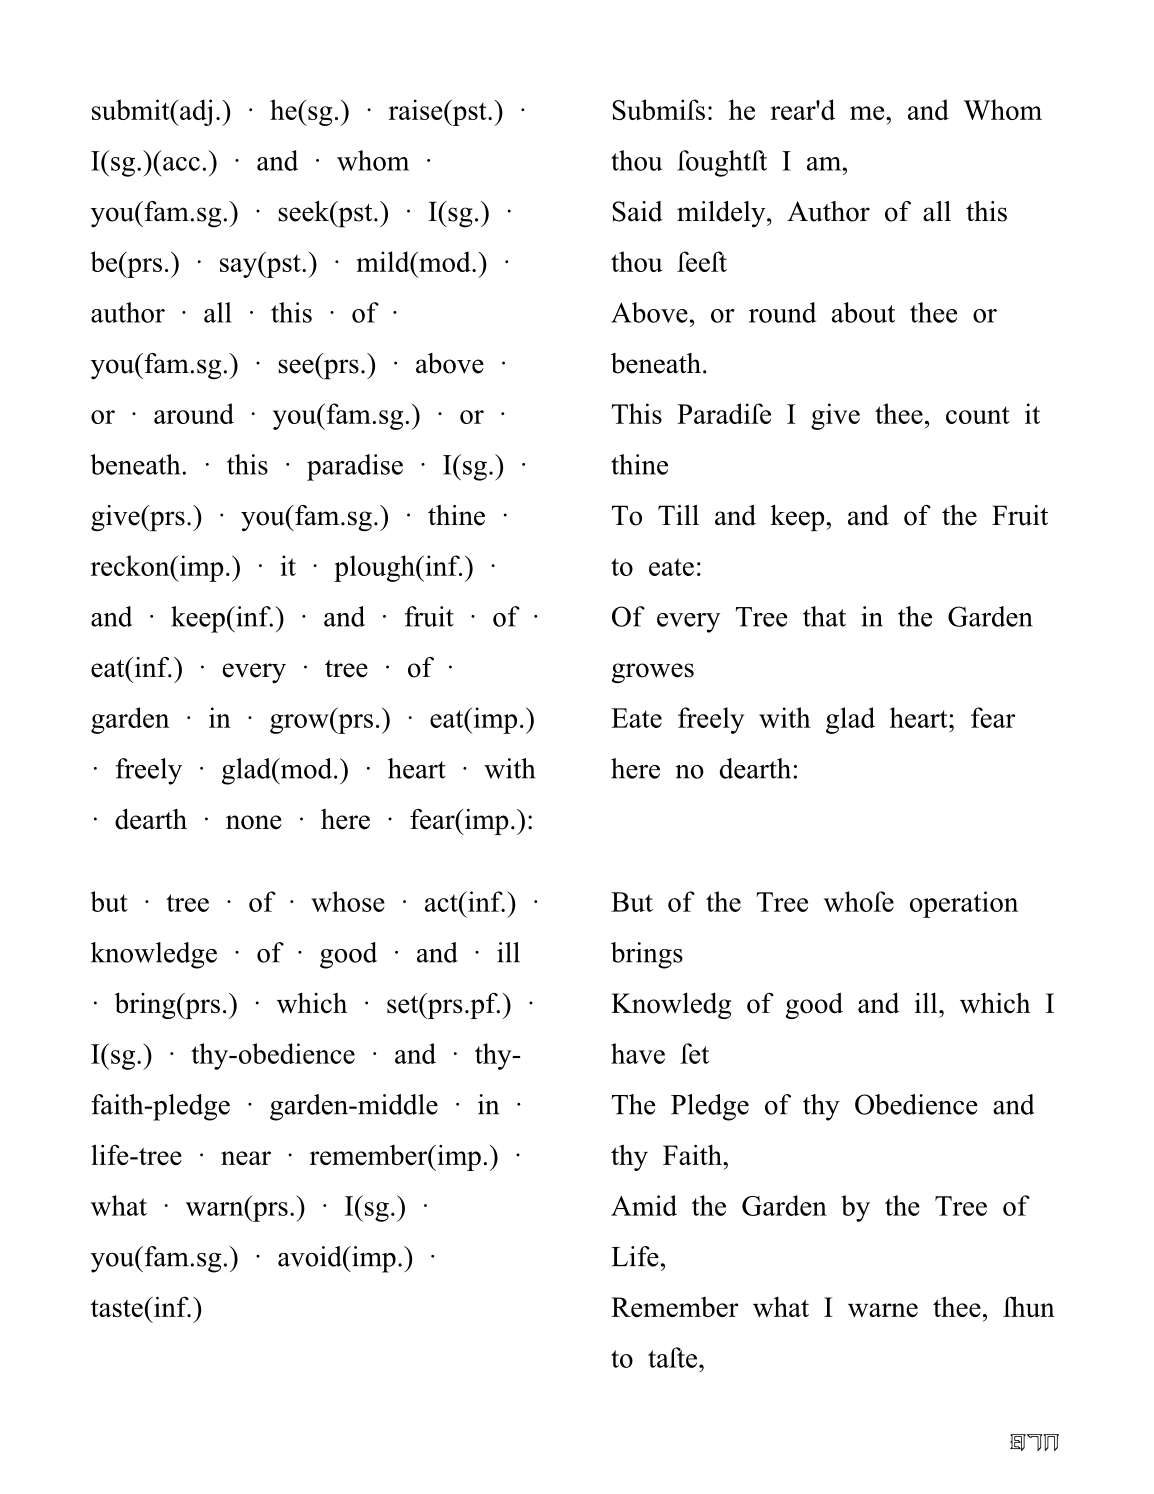 submit(adj.) · he(sg.) · raise(pst.) ·
I(sg.)(acc.) · and · whom ·
you(fam.sg.) · seek(pst.) · I(sg.) ·
be(prs.) · say(pst.) · mild(mod.) ·
author · all · this · of ·
you(fam.sg.) · see(prs.) · above ·
or · around · you(fam.sg.) · or ·
beneath. · this · paradise · I(sg.) ·
give(prs.) · you(fam.sg.) · thine ·
reckon(imp.) · it · plough(inf.) ·
and · keep(inf.) · and · fruit · of ·
eat(inf.) · every · tree · of ·
garden · in · grow(prs.) · eat(imp.)
· freely · glad(mod.) · heart · with
· dearth · none · here · fear(imp.):
Submiſs: he rear'd me, and Whom
thou ſoughtſt I am,
Said mildely, Author of all this
thou ſeeſt
Above, or round about thee or
beneath.
This Paradiſe I give thee, count it
thine
To Till and keep, and of the Fruit
to eate:
Of every Tree that in the Garden
growes
Eate freely with glad heart; fear
here no dearth:
but · tree · of · whose · act(inf.) ·
knowledge · of · good · and · ill
· bring(prs.) · which · set(prs.pf.) ·
I(sg.) · thy-obedience · and · thy-
faith-pledge · garden-middle · in ·
life-tree · near · remember(imp.) ·
what · warn(prs.) · I(sg.) ·
you(fam.sg.) · avoid(imp.) ·
taste(inf.)
But of the Tree whoſe operation
brings
Knowledg of good and ill, which I
have ſet
The Pledge of thy Obedience and
thy Faith,
Amid the Garden by the Tree of
Life,
Remember what I warne thee, ſhun
to taſte,